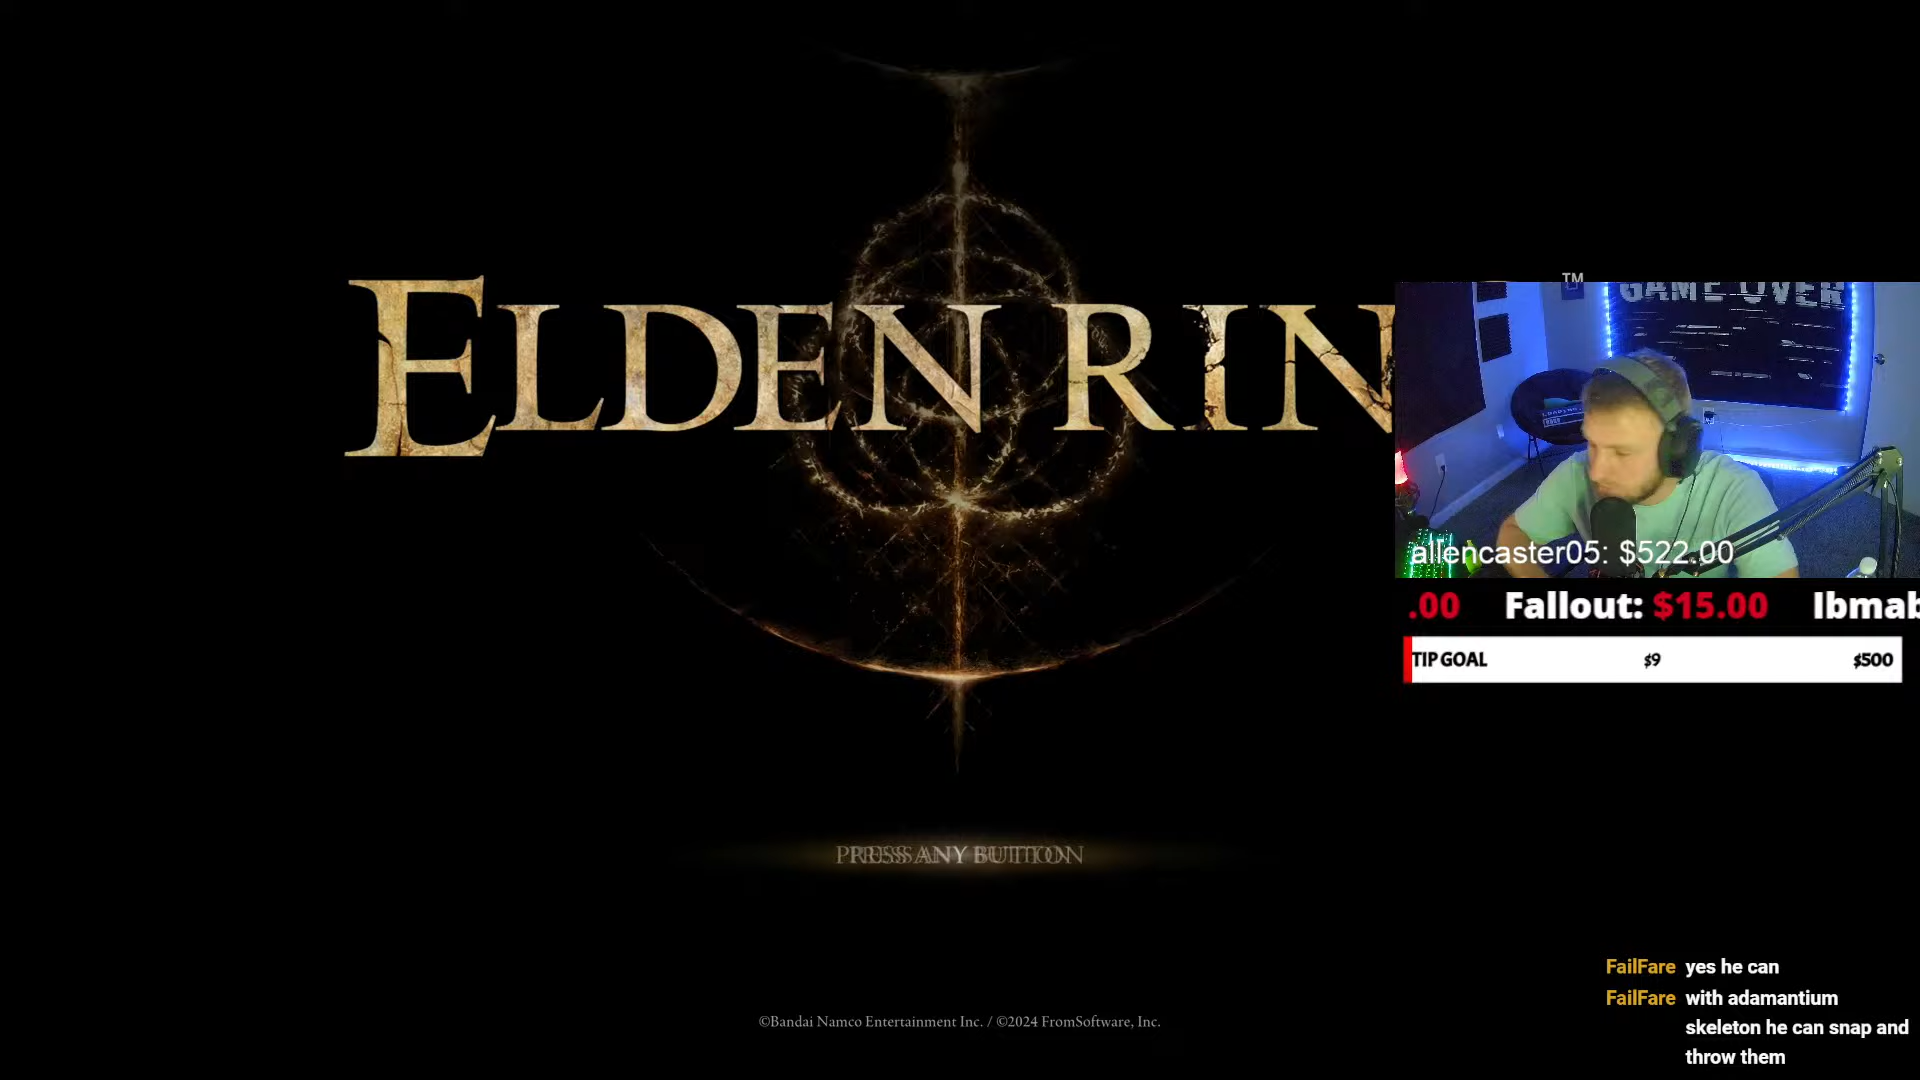 ELDEN RIN
TM
GAME OVER
LOADING
allencaster05: $522.00
.00 Fallout: $15.00 Ibmab
TIP GOAL $9 $500
PRESS ANY BUTTON
FailFare yes he can
FailFare with adamantium
skeleton he can snap and
throw them
©Bandai Namco Entertainment Inc. / ©2024 FromSoftware, Inc.